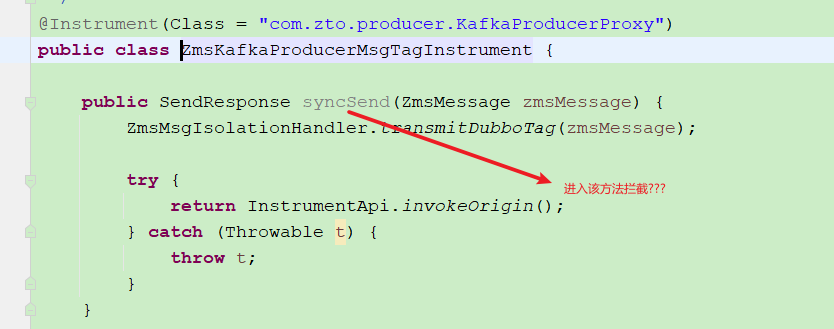 @Instrument(Class = "com.zto.producer.KafkaProducerProxy")
public class ZmsKafkaProducerMsgTagInstrument {
public SendResponse syncSend(ZmsMessage zmsMessage) {
ZmsMsgIsolationHandler.transmitDubboTag(zmsMessage);
try {
进入该方法拦截???
return InstrumentApi.invokeOrigin();
} catch (Throwable t) {
throw t;
}
}